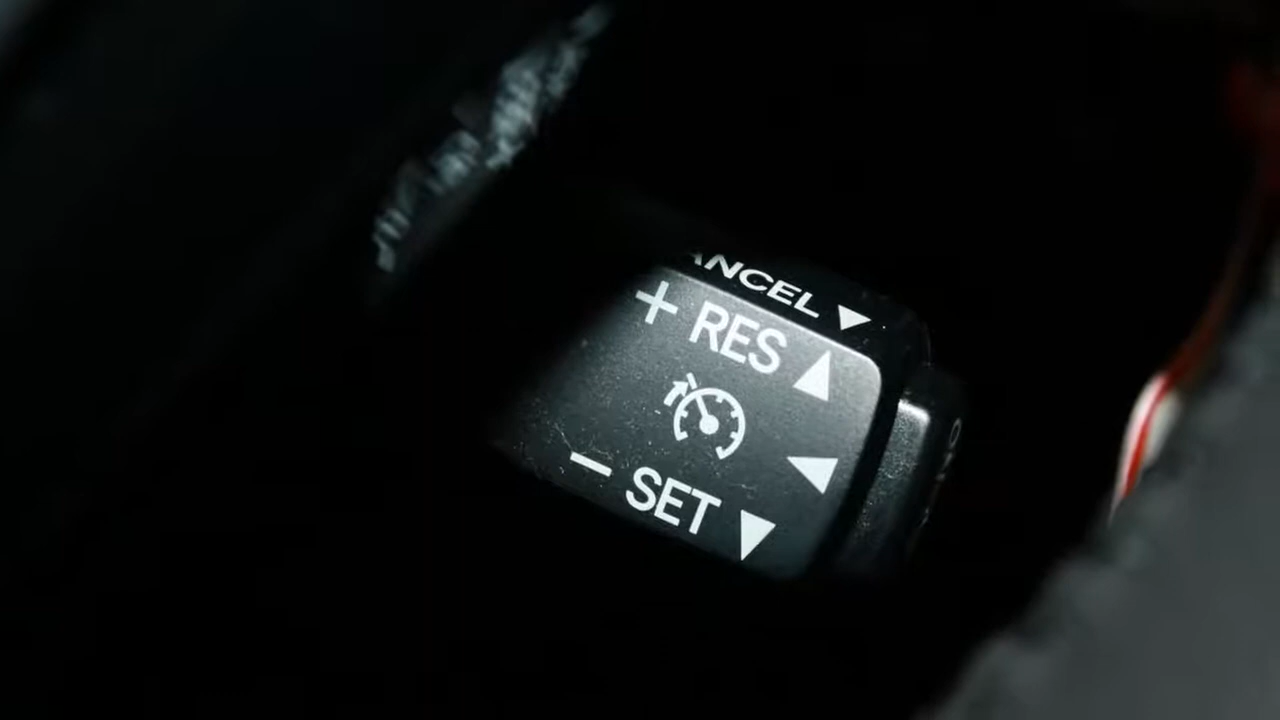 ANCEL ▼
+ RES ▲
◀
− SET ▼